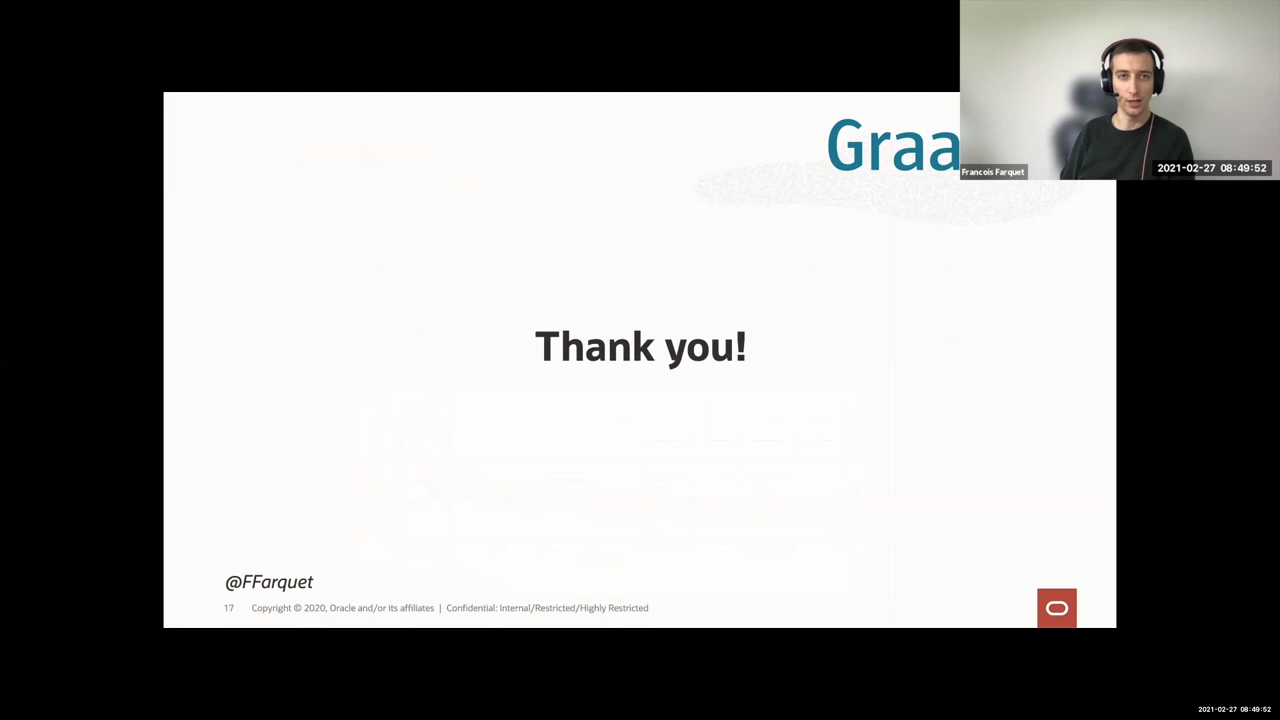 Graa
Francois Farquet
2021-02-27 08:49:52
Thank you!
@FFarquet
17 Copyright © 2020, Oracle and/or its affiliates | Confidential: Internal/Restricted/Highly Restricted
2021-02-27 08:49:52